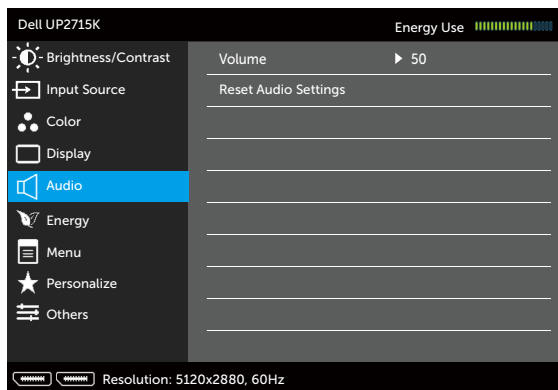 Dell UP2715K
Energy Use
Brightness/Contrast
Volume 50
Input Source
Reset Audio Settings
Color
Display
Audio
Energy
Menu
Personalize
Others
Resolution: 5120x2880, 60Hz